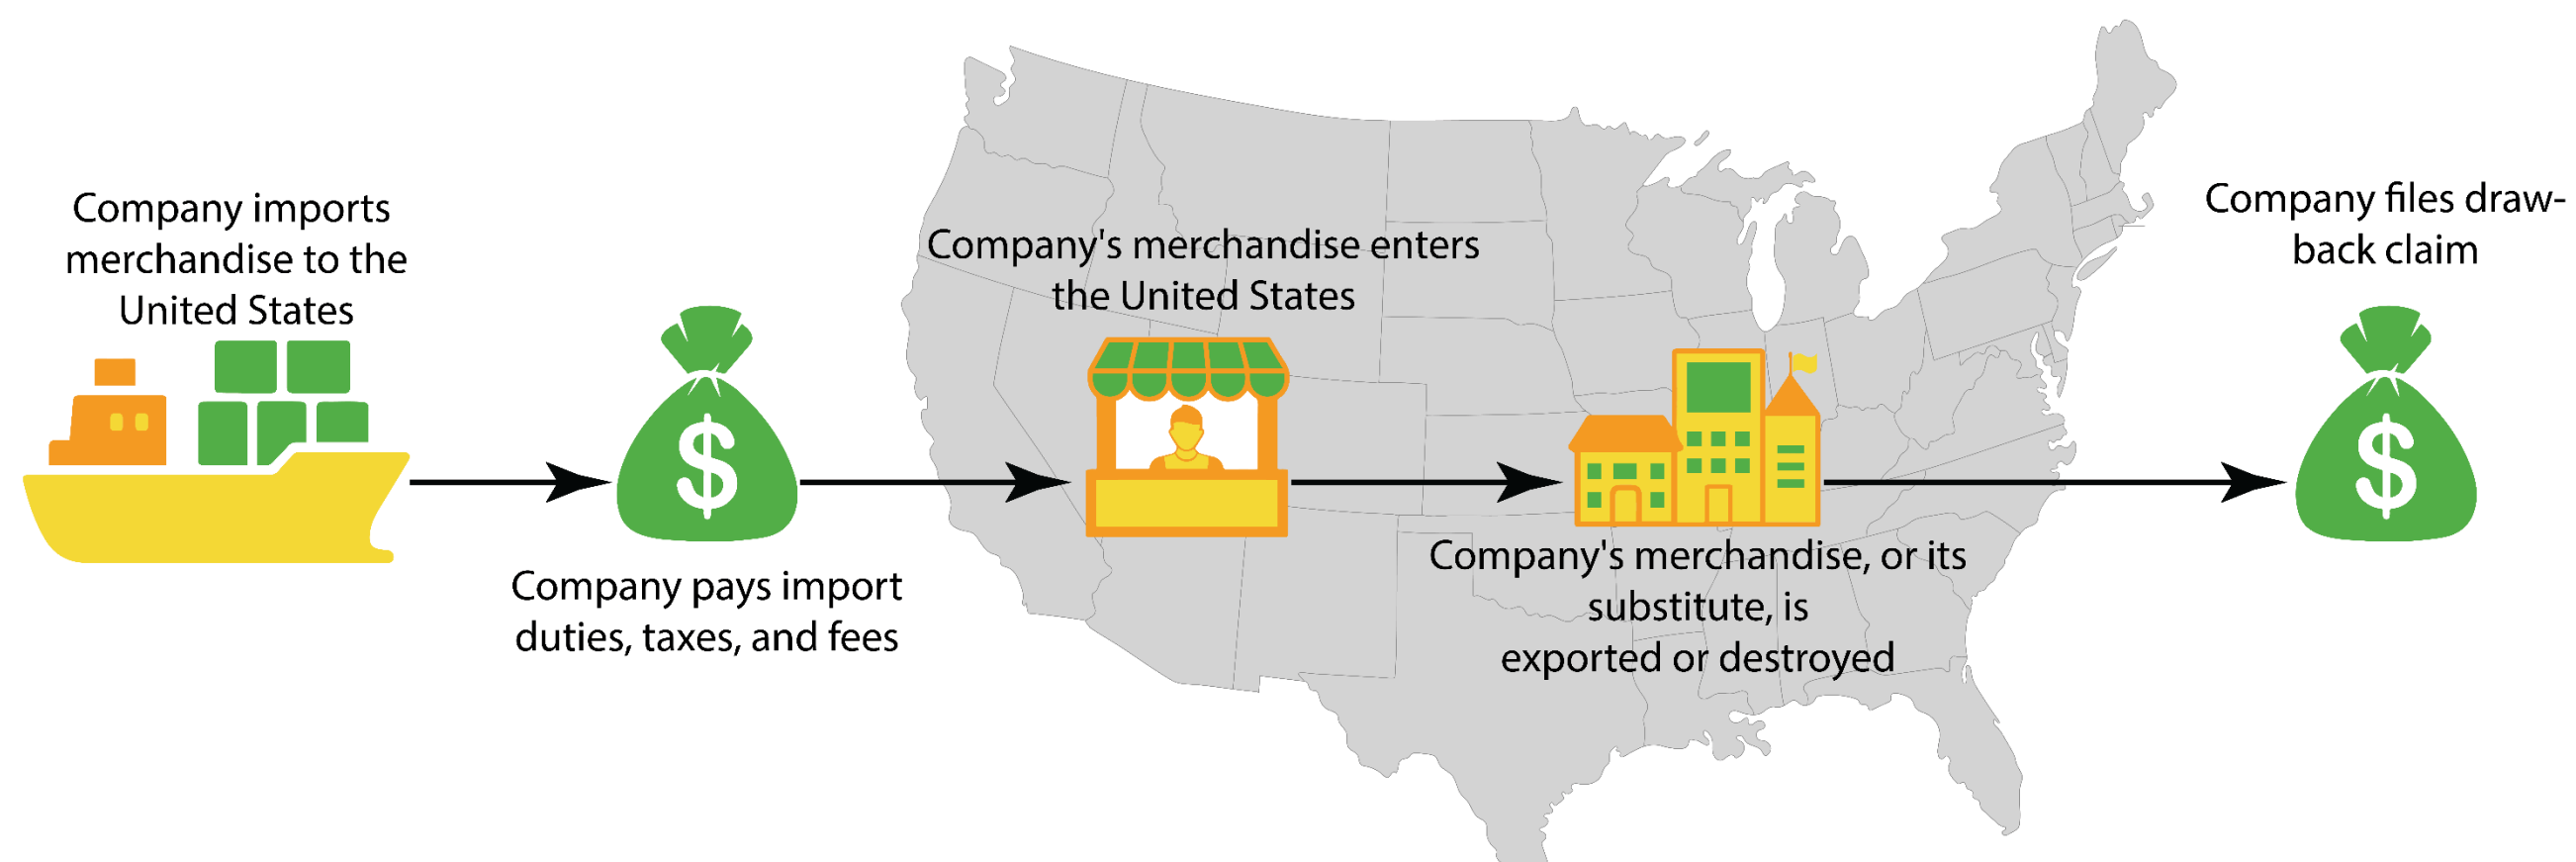 Company imports
merchandise to the
United States
$
Company pays import
duties, taxes, and fees
Company's merchandise enters
the United States
Company's merchandise, or its
substitute, is
exported or destroyed
Company files draw-
back claim
$